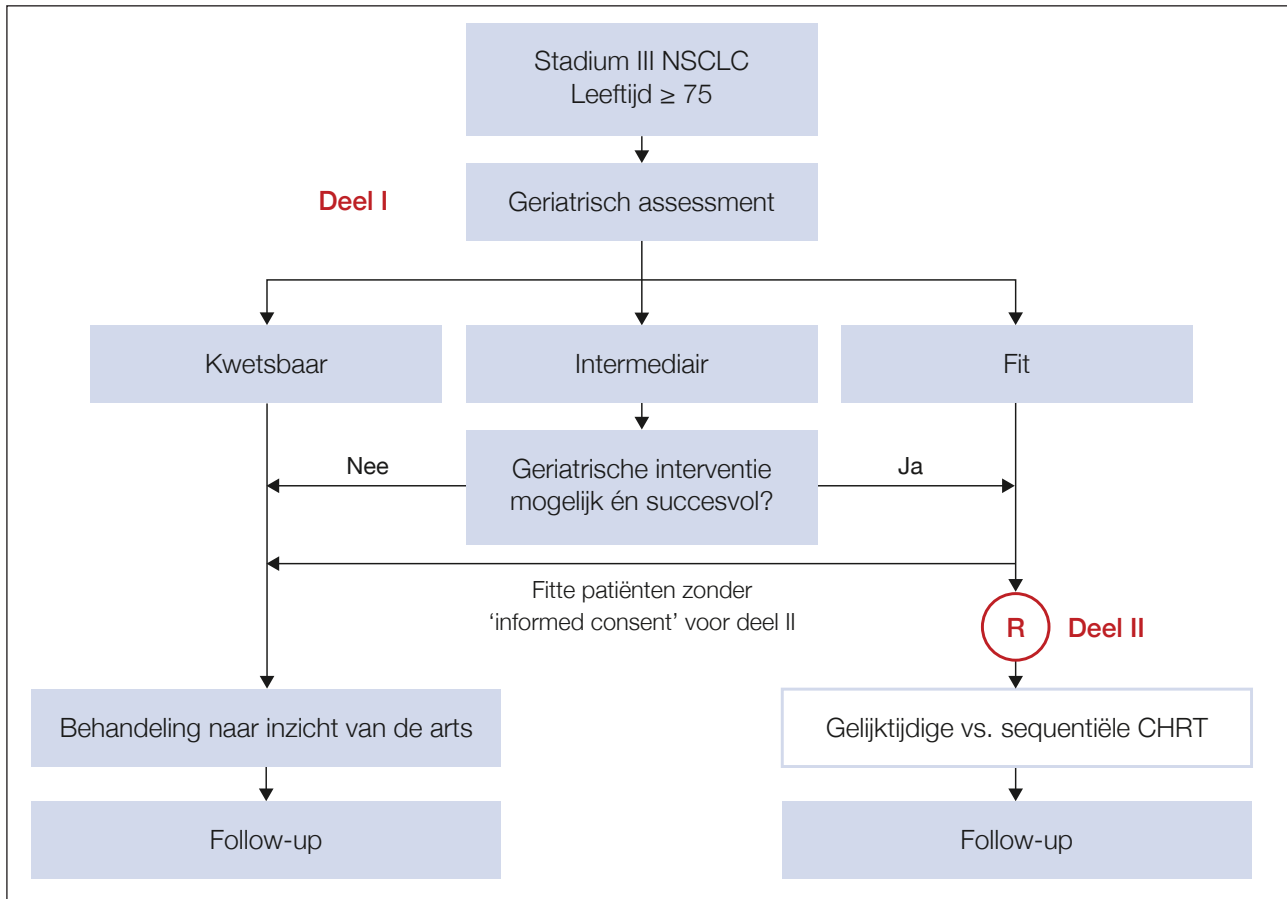 Stadium III NSCLC
Leeftijd ≥ 75
Deel I
Geriatrisch assessment
Kwetsbaar
Intermediair
Fit
Nee
Geriatrische interventie
mogelijk én succesvol?
Ja
Fitte patiënten zonder
‘informed consent’ voor deel II
R
Deel II
Behandeling naar inzicht van de arts
Gelijktijdige vs. sequentiële CHRT
Follow-up
Follow-up